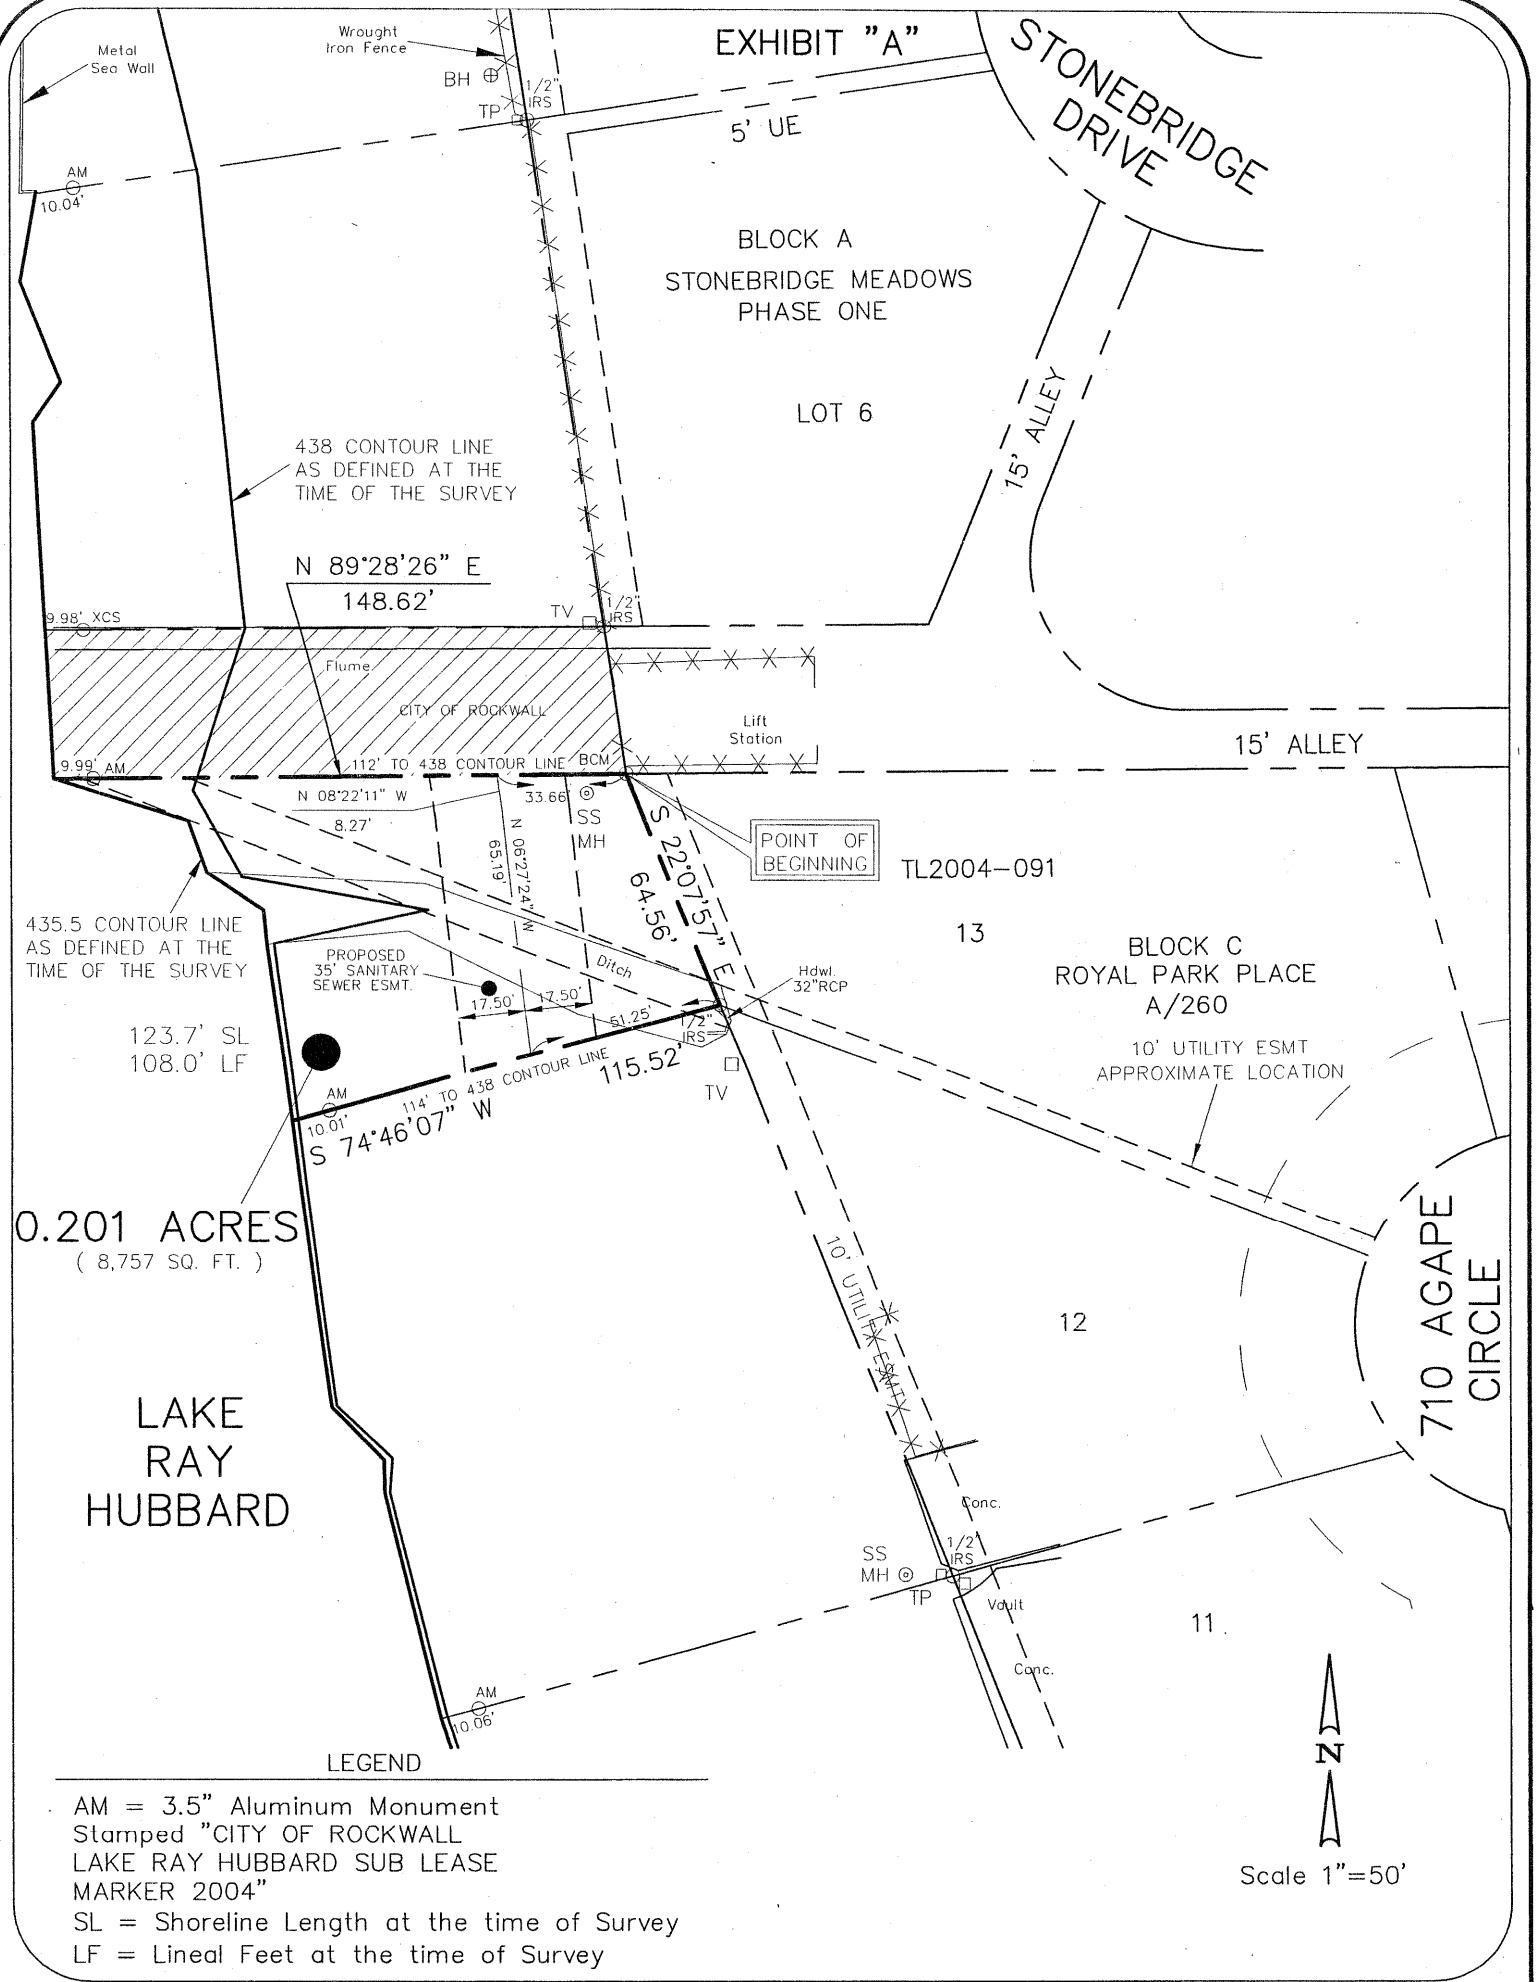 EXHIBIT "A"
STONEBRIDGE
DRIVE
Metal
Sea Wall
Wrought
Iron Fence
BH
TP
1/2"
IRS
5' UE
AM
10.04'
BLOCK A
STONEBRIDGE MEADOWS
PHASE ONE
LOT 6
15' ALLEY
438 CONTOUR LINE
AS DEFINED AT THE
TIME OF THE SURVEY
N 89°28'26" E
148.62'
9.98' XCS
TV
1/2"
IRS
Flume
CITY OF ROCKWALL
Lift
Station
15' ALLEY
9.99' AM
112' TO 438 CONTOUR LINE
BCM
N 08°22'11" W
8.27'
33.66'
SS
MH
N 06°27'24" W
65.19'
S 22°07'57" E
64.56'
POINT OF
BEGINNING
TL2004-091
13
435.5 CONTOUR LINE
AS DEFINED AT THE
TIME OF THE SURVEY
PROPOSED
35' SANITARY
SEWER ESMT.
Ditch
Hdwl.
32"RCP
BLOCK C
ROYAL PARK PLACE
A/260
17.50'
17.50'
51.25'
1/2"
IRS
123.7' SL
108.0' LF
10' UTILITY ESMT
APPROXIMATE LOCATION
115.52'
TV
AM
10.01'
114' TO 438 CONTOUR LINE
S 74°46'07" W
0.201 ACRES
( 8,757 SQ. FT. )
10' UTILITY ESMT
12
710 AGAPE
CIRCLE
LAKE
RAY
HUBBARD
Conc.
1/2"
IRS
SS
MH
TP
Vault
11
Conc.
AM
10.06'
N
Scale 1"=50'
LEGEND
AM = 3.5" Aluminum Monument
Stamped "CITY OF ROCKWALL
LAKE RAY HUBBARD SUB LEASE
MARKER 2004"
SL = Shoreline Length at the time of Survey
LF = Lineal Feet at the time of Survey